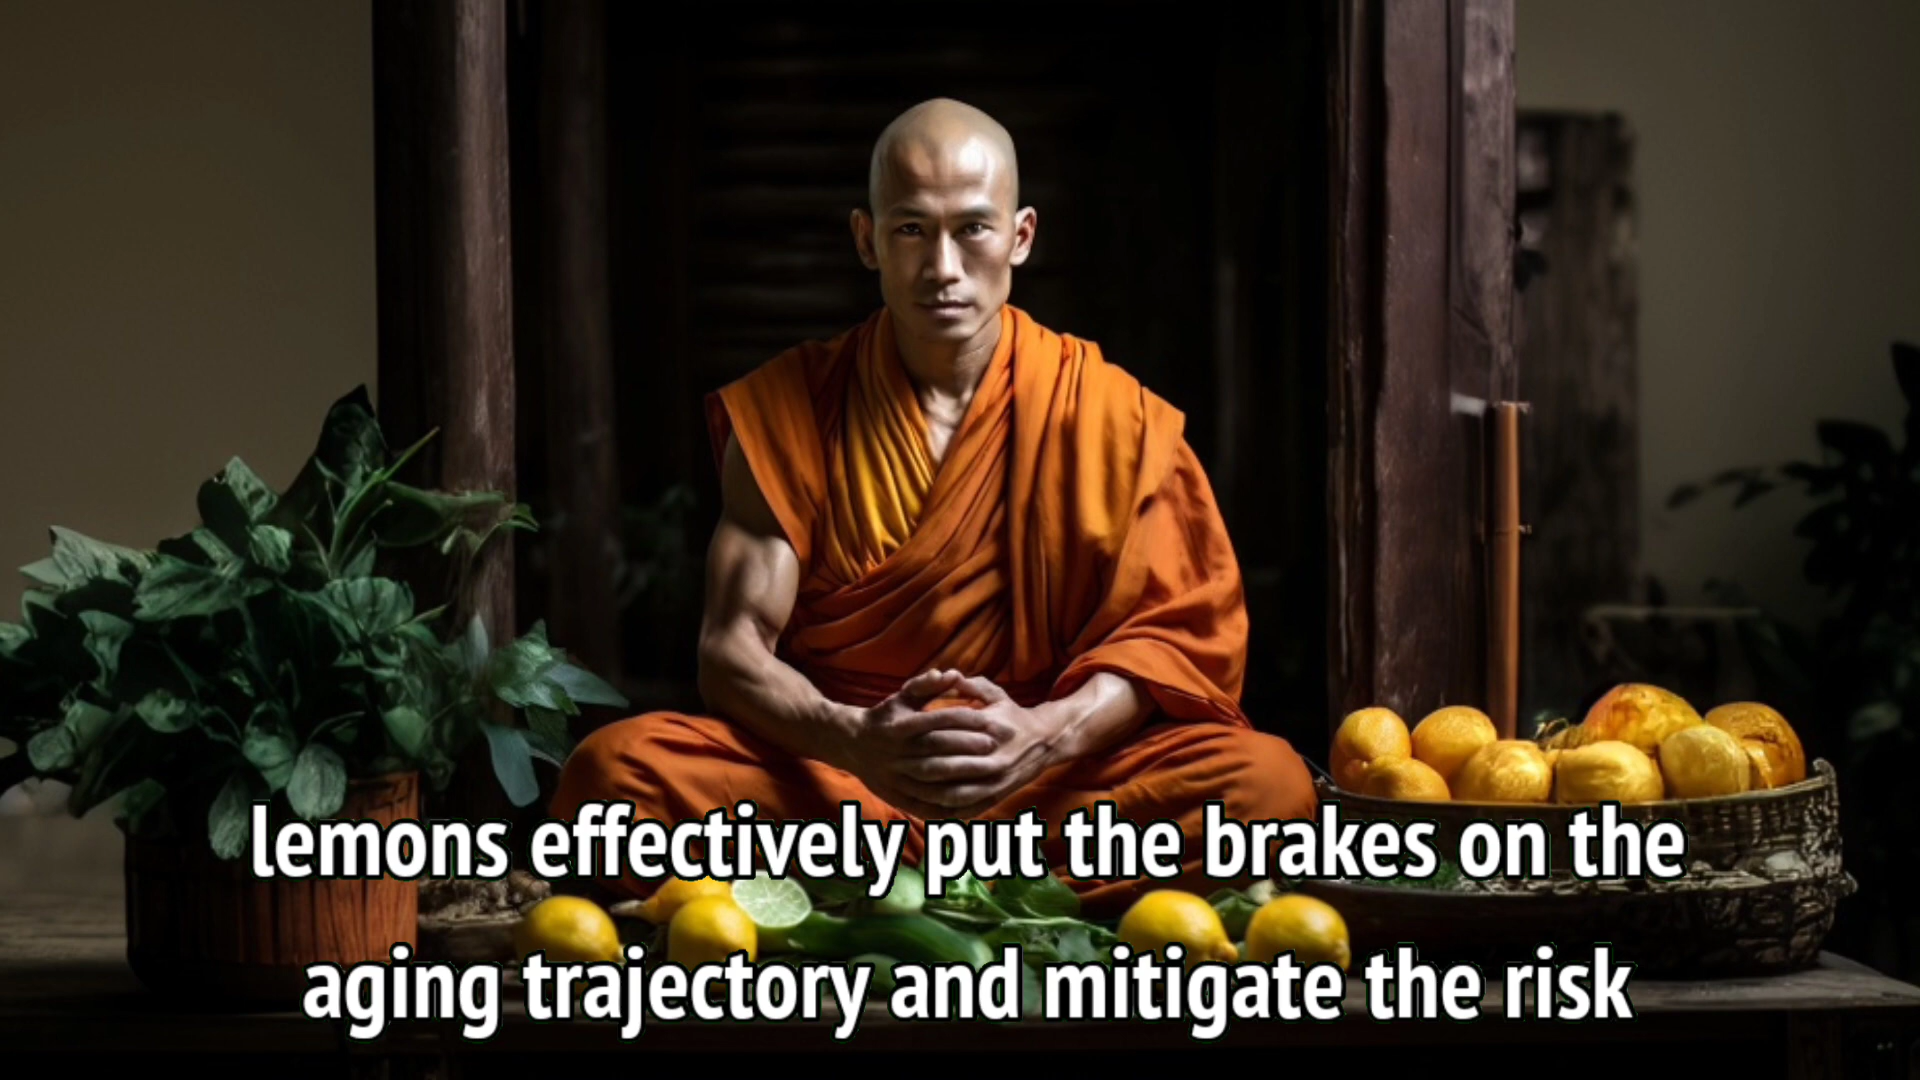 lemons effectively put the brakes on the
aging trajectory and mitigate the risk